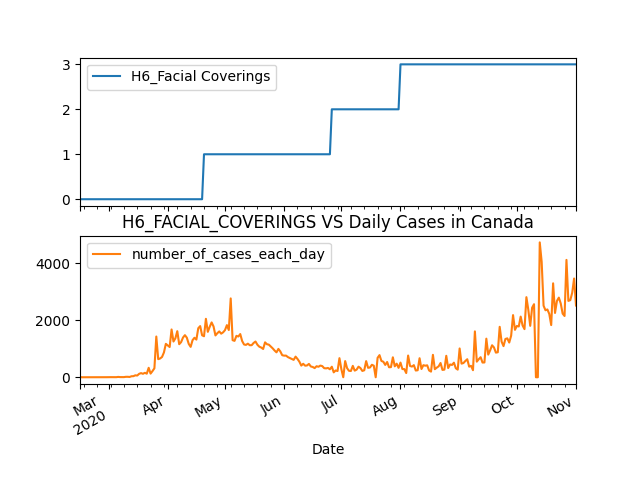 3
H6_Facial Coverings
2
1
0
H6_FACIAL_COVERINGS VS Daily Cases in Canada
number_of_cases_each_day
4000
2000
0
Mar
2020
Apr
May
Jun
Jul
Aug
Sep
Oct
Nov
Date